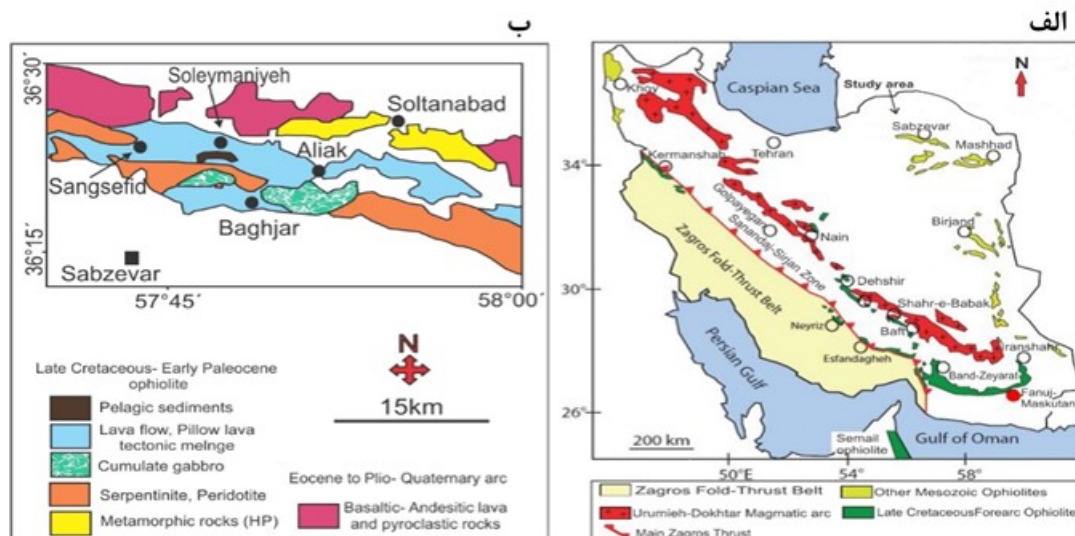 الف
ب
36°30
36°15
57°45´
58°00´
Soleymaniyeh
Soltanabad
Sangsefid
Aliak
Baghjar
Sabzevar
N
15km
Late Cretaceous- Early Paleocene
ophiolite
Pelagic sediments
Lava flow, Pillow lava
tectonic melnge
Cumulate gabbro
Serpentinite, Peridotite
Metamorphic rocks (HP)
Eocene to Plio- Quaternary arc
Basaltic- Andesitic lava
and pyroclastic rocks
N
Caspian Sea
Study area
Khoy
Sabzevar
Mashhad
Tehran
Kermanshah
34°
Golpayegan
Sanandaj-Sirjan Zone
Birjand
Nain
Zagros Fold-Thrust Belt
Dehshir
30°
Shahr-e-Babak
Neyriz
Baft
Esfandagheh
Iranshahr
Band-Zeyarat
Fanuj-
Maskutan
Persian Gulf
26°
Semail
ophiolite
Gulf of Oman
200 km
50°E
54°
58°
Zagros Fold-Thrust Belt
Other Mesozoic Ophiolites
Urumieh-Dokhtar Magmatic arc
Late CretaceousForearc Ophiolite
Main Zagros Thrust